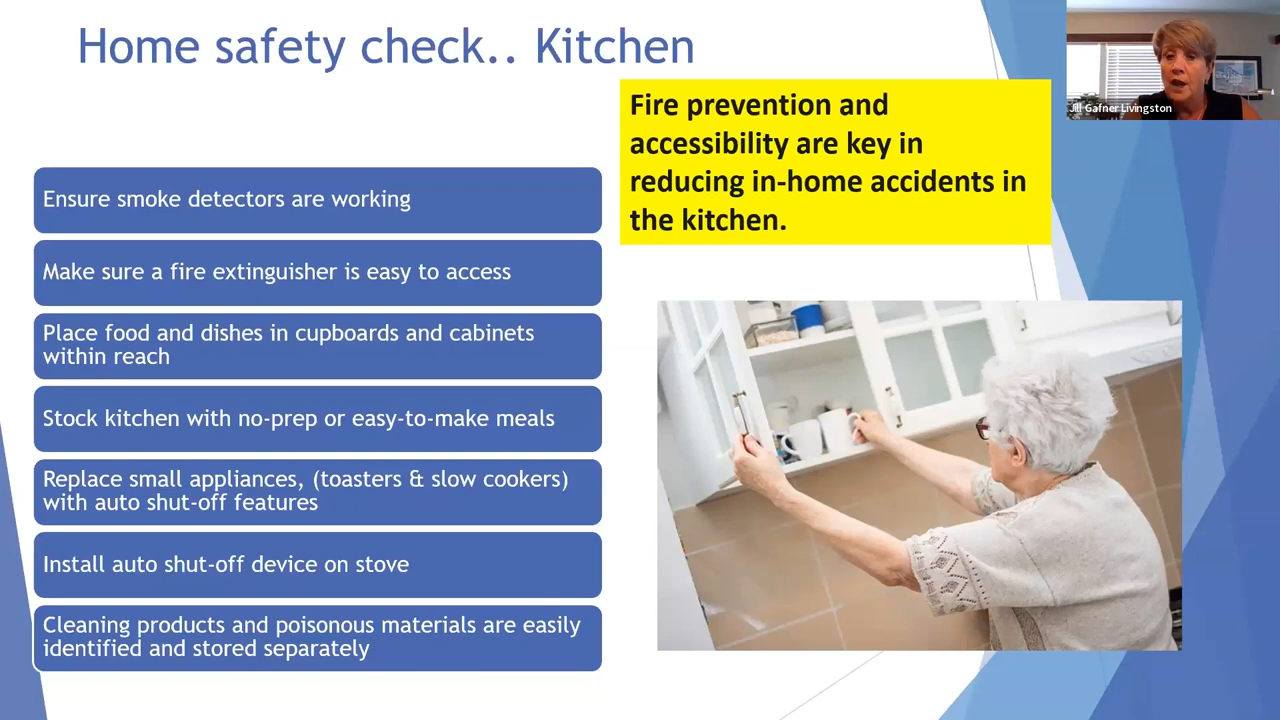 Home safety check.. Kitchen
Jill Gafner Livingston
Fire prevention and
accessibility are key in
reducing in-home accidents in
the kitchen.
Ensure smoke detectors are working
Make sure a fire extinguisher is easy to access
Place food and dishes in cupboards and cabinets
within reach
Stock kitchen with no-prep or easy-to-make meals
Replace small appliances, (toasters & slow cookers)
with auto shut-off features
Install auto shut-off device on stove
Cleaning products and poisonous materials are easily
identified and stored separately